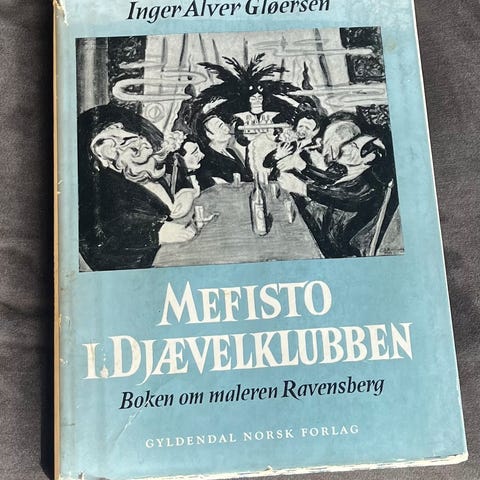 Inger Alver Gløersen
MEFISTO
I DJÆVELKLUBBEN
Boken om maleren Ravensberg
GYLDENDAL NORSK FORLAG